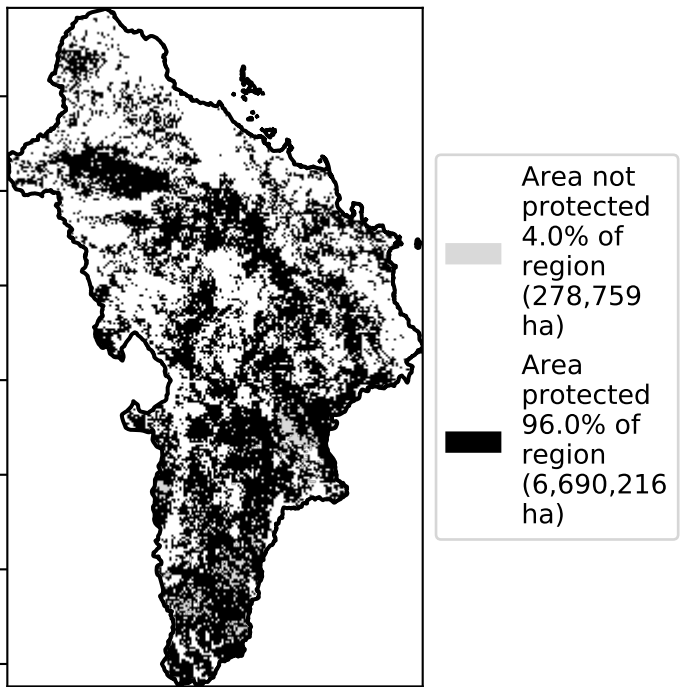 Area not
protected
4.0% of
region
(278,759
ha)
Area
protected
96.0% of
region
(6,690,216
ha)